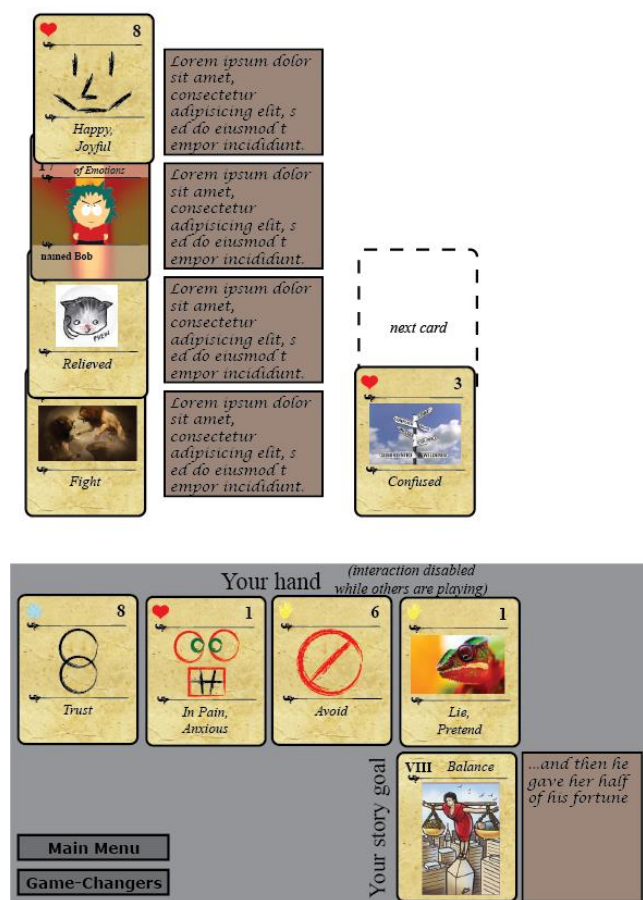 8
Happy,
Joyful
Lorem ipsum dolor
sit amet,
consectetur
adipisicing elit, s
ed do eiusmod t
empor incididunt.
of Emotions
named Bob
Lorem ipsum dolor
sit amet,
consectetur
adipisicing elit, s
ed do eiusmod t
empor incididunt.
PHEW
Relieved
Lorem ipsum dolor
sit amet,
consectetur
adipisicing elit, s
ed do eiusmod t
empor incididunt.
Fight
Lorem ipsum dolor
sit amet,
consectetur
adipisicing elit, s
ed do eiusmod t
empor incididunt.
next card
3
Confused
Your hand
(interaction disabled
while others are playing)
8
Trust
1
In Pain,
Anxious
6
Avoid
1
Lie,
Pretend
Your story goal
VIII Balance
...and then he
gave her half
of his fortune
Main Menu
Game-Changers